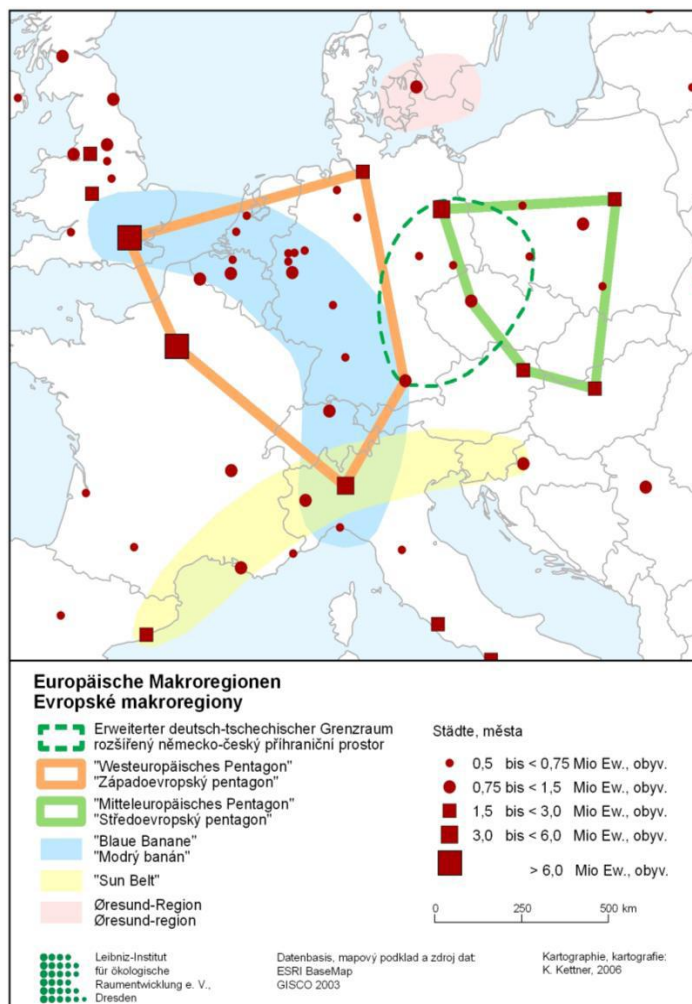 Europäische Makroregionen
Evropské makroregiony
Erweiterter deutsch-tschechischer Grenzraum
rozšířený německo-český příhraniční prostor
"Westeuropäisches Pentagon"
"Západoevropský pentagon"
"Mitteleuropäisches Pentagon"
"Středoevropský pentagon"
"Blaue Banane"
"Modrý banán"
"Sun Belt"
Øresund-Region
Øresund-region
Städte, města
0,5 bis < 0,75 Mio Ew., obyv.
0,75 bis < 1,5 Mio Ew., obyv.
1,5 bis < 3,0 Mio Ew., obyv.
3,0 bis < 6,0 Mio Ew., obyv.
> 6,0 Mio Ew., obyv.
0 250 500 km
Leibniz-Institut
für ökologische
Raumentwicklung e. V.,
Dresden
Datenbasis, mapový podklad a zdroj dat:
ESRI BaseMap
GISCO 2003
Kartographie, kartografie:
K. Kettner, 2006